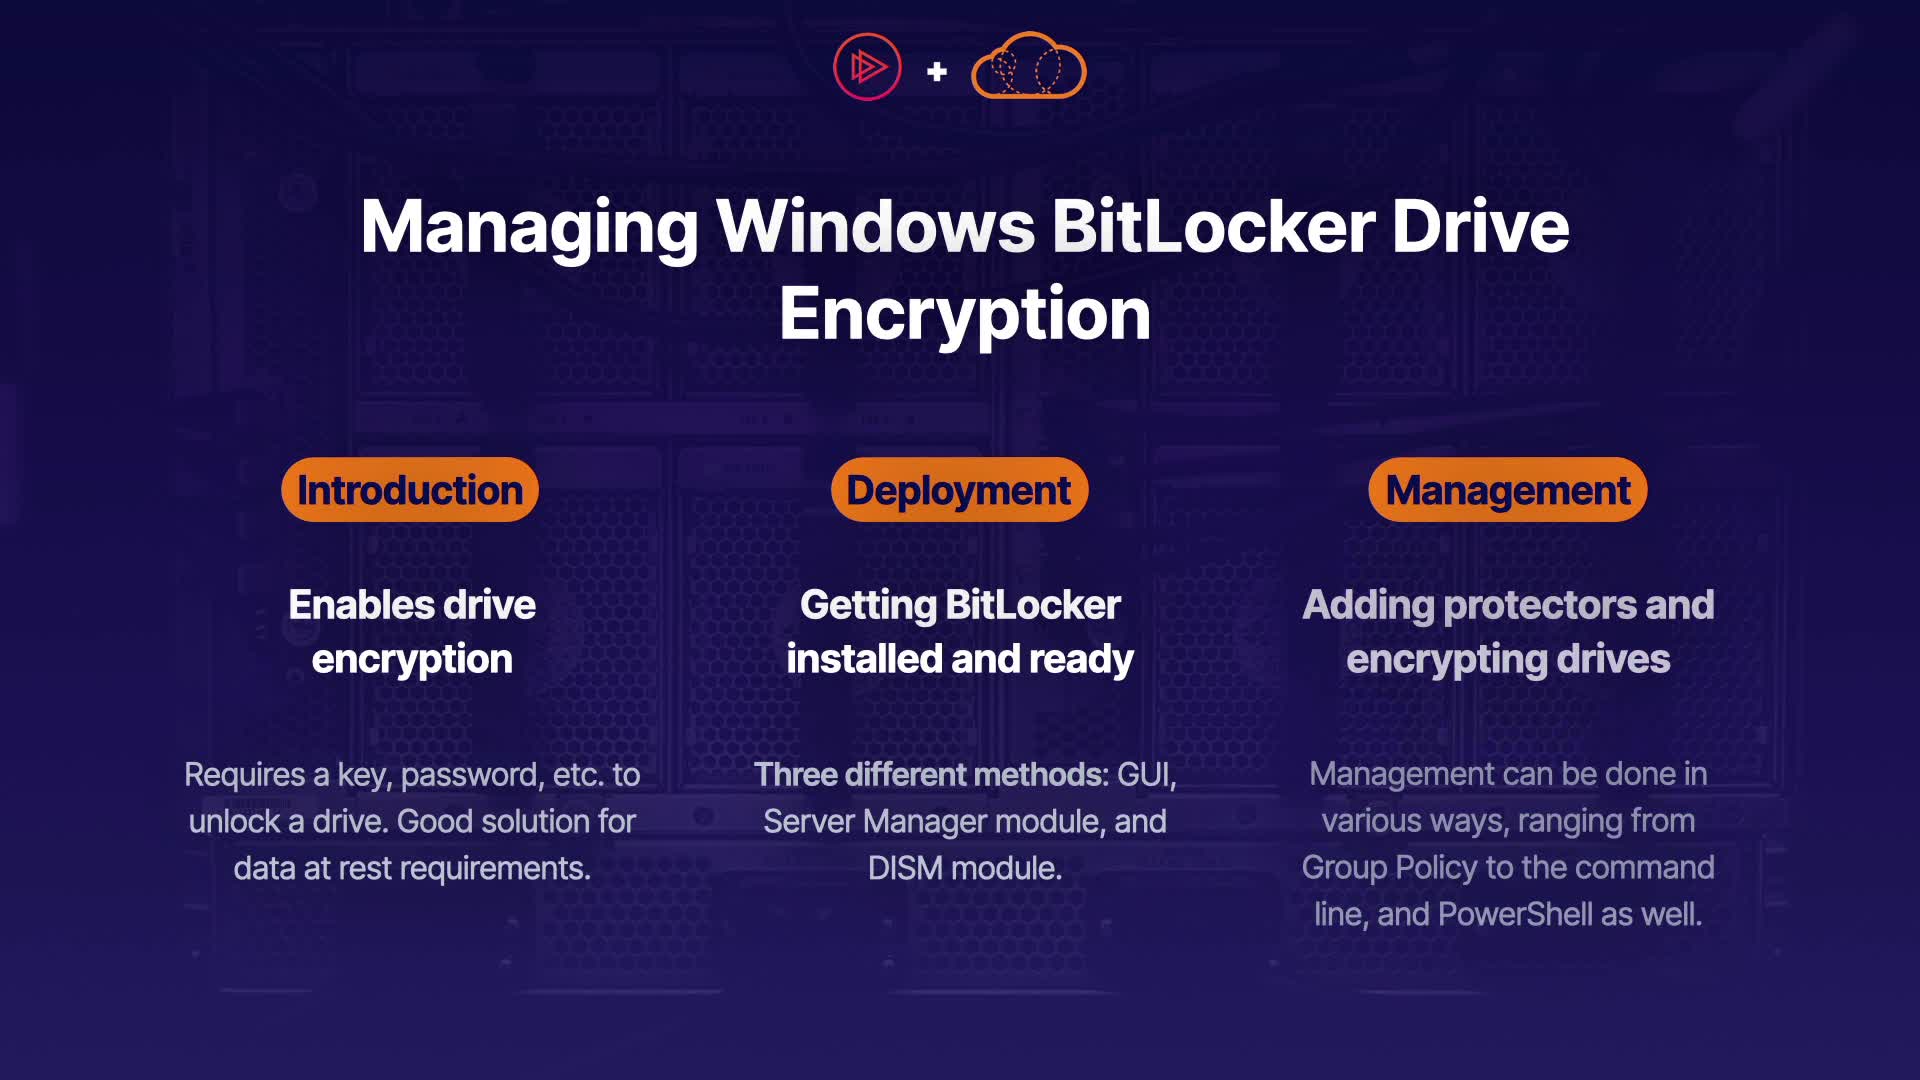 Managing Windows BitLocker Drive
Encryption
Introduction
Enables drive
encryption
Requires a key, password, etc. to
unlock a drive. Good solution for
data at rest requirements.
Deployment
Getting BitLocker
installed and ready
Three different methods: GUI,
Server Manager module, and
DISM module.
Management
Adding protectors and
encrypting drives
Management can be done in
various ways, ranging from
Group Policy to the command
line, and PowerShell as well.